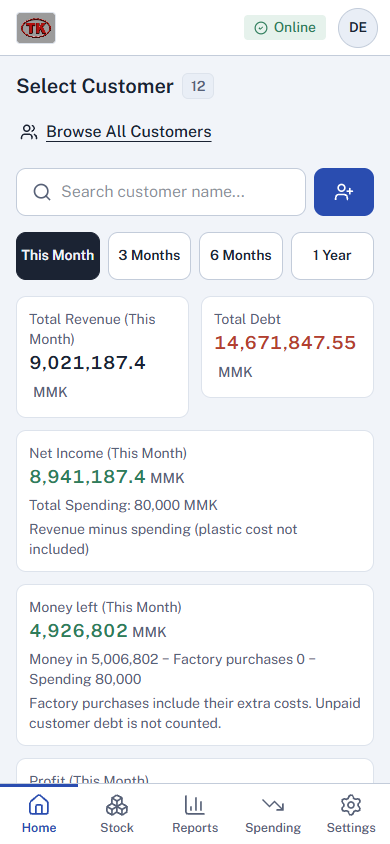 TK
Online
DE
Select Customer 12
Browse All Customers
Search customer name...
This Month
3 Months
6 Months
1 Year
Total Revenue (This
Month)
9,021,187.4
MMK
Total Debt
14,671,847.55
MMK
Net Income (This Month)
8,941,187.4 MMK
Total Spending: 80,000 MMK
Revenue minus spending (plastic cost not
included)
Money left (This Month)
4,926,802 MMK
Money in 5,006,802 − Factory purchases 0 −
Spending 80,000
Factory purchases include their extra costs. Unpaid
customer debt is not counted.
Profit (This Month)
Home
Stock
Reports
Spending
Settings